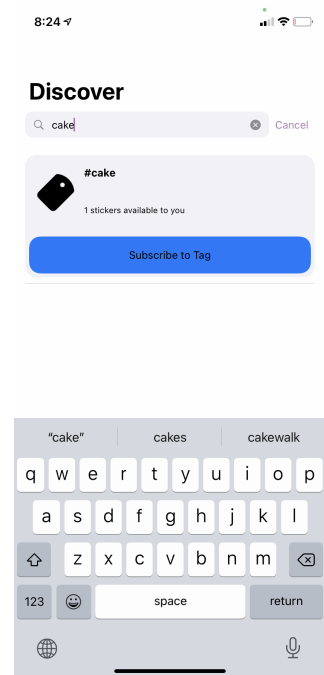 8:24
Discover
cake
Cancel
#cake
1 stickers available to you
Subscribe to Tag
“cake” cakes cakewalk
q w e r t y u i o p
a s d f g h j k l
z x c v b n m
123 space return